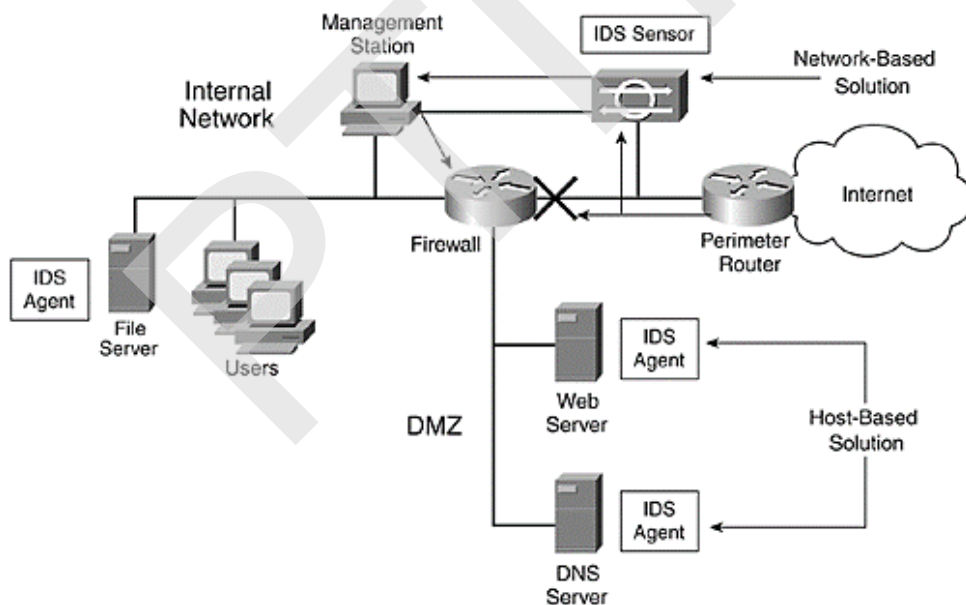 Management
Station
IDS Sensor
Network-Based
Solution
Internal
Network
Internet
Firewall
Perimeter
Router
IDS
Agent
File
Server
Users
IDS
Agent
Web
Server
DMZ
Host-Based
Solution
IDS
Agent
DNS
Server